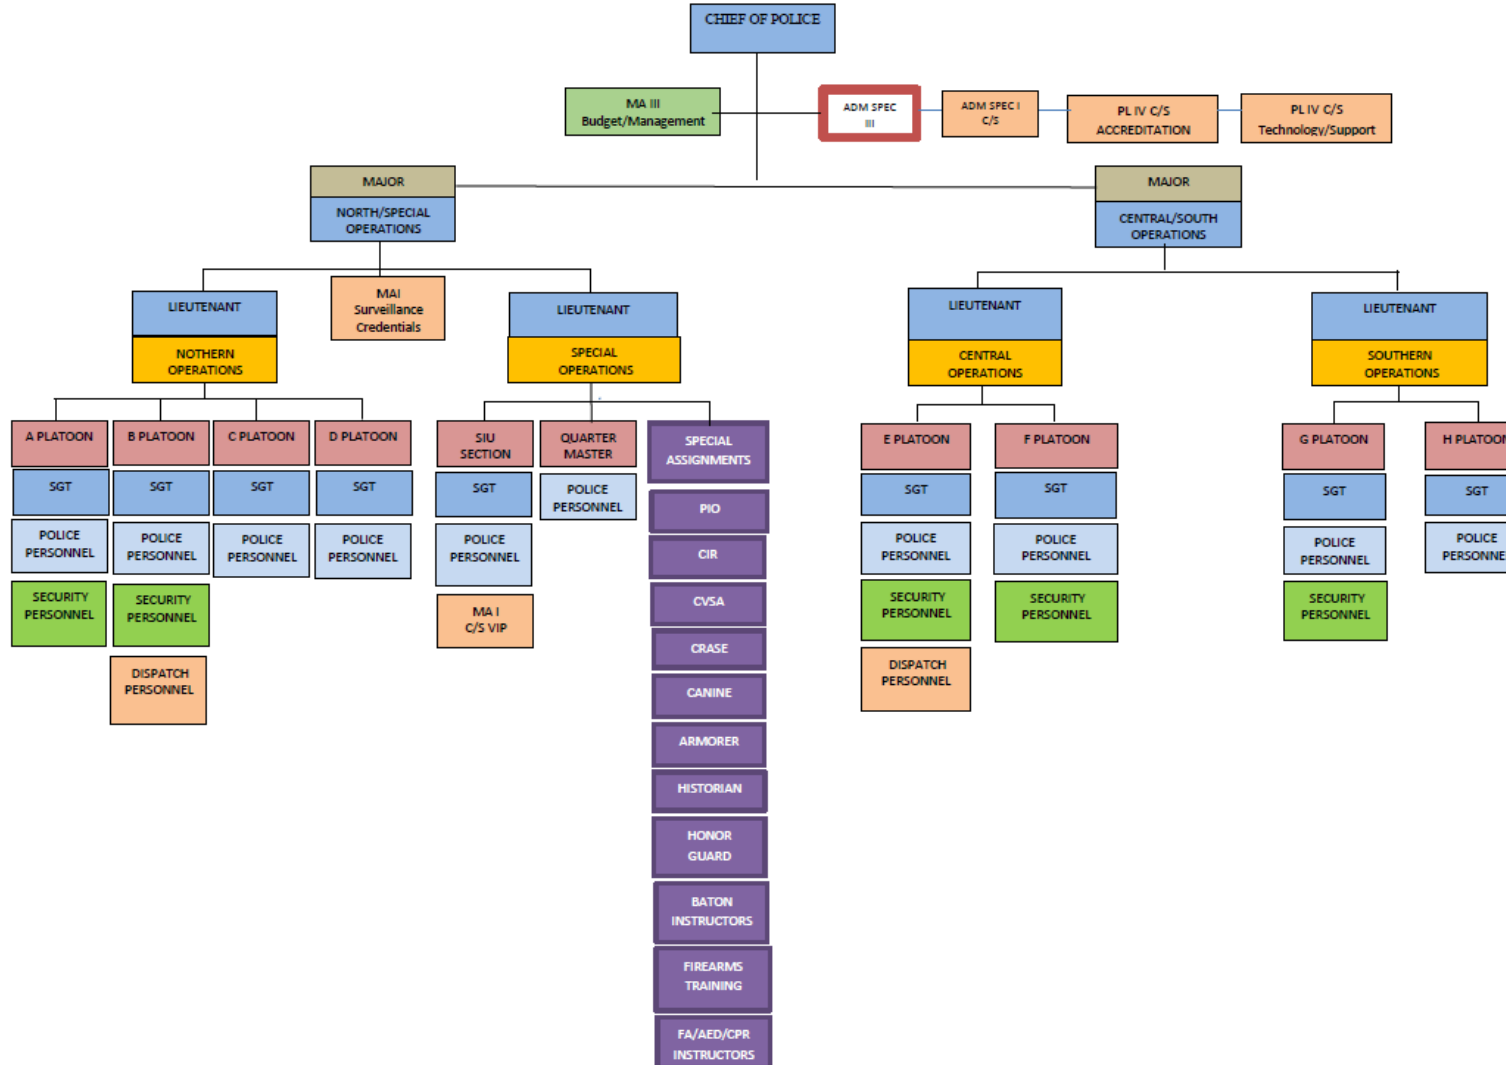 CHIEF OF POLICE
MA III
Budget/Management
ADM SPEC
III
ADM SPEC I
C/S
PL IV C/S
ACCREDITATION
PL IV C/S
Technology/Support
MAJOR
NORTH/SPECIAL
OPERATIONS
MAJOR
CENTRAL/SOUTH
OPERATIONS
LIEUTENANT
NOTHERN
OPERATIONS
MAI
Surveillance
Credentials
LIEUTENANT
SPECIAL
OPERATIONS
LIEUTENANT
CENTRAL
OPERATIONS
LIEUTENANT
SOUTHERN
OPERATIONS
A PLATOON
SGT
POLICE
PERSONNEL
SECURITY
PERSONNEL
B PLATOON
SGT
POLICE
PERSONNEL
SECURITY
PERSONNEL
DISPATCH
PERSONNEL
C PLATOON
SGT
POLICE
PERSONNEL
D PLATOON
SGT
POLICE
PERSONNEL
SIU
SECTION
SGT
POLICE
PERSONNEL
MA I
C/S VIP
QUARTER
MASTER
POLICE
PERSONNEL
SPECIAL
ASSIGNMENTS
PIO
CIR
CVSA
CRASE
CANINE
ARMORER
HISTORIAN
HONOR
GUARD
BATON
INSTRUCTORS
FIREARMS
TRAINING
FA/AED/CPR
INSTRUCTORS
E PLATOON
SGT
POLICE
PERSONNEL
SECURITY
PERSONNEL
DISPATCH
PERSONNEL
F PLATOON
SGT
POLICE
PERSONNEL
SECURITY
PERSONNEL
G PLATOON
SGT
POLICE
PERSONNEL
SECURITY
PERSONNEL
H PLATOON
SGT
POLICE
PERSONNEL